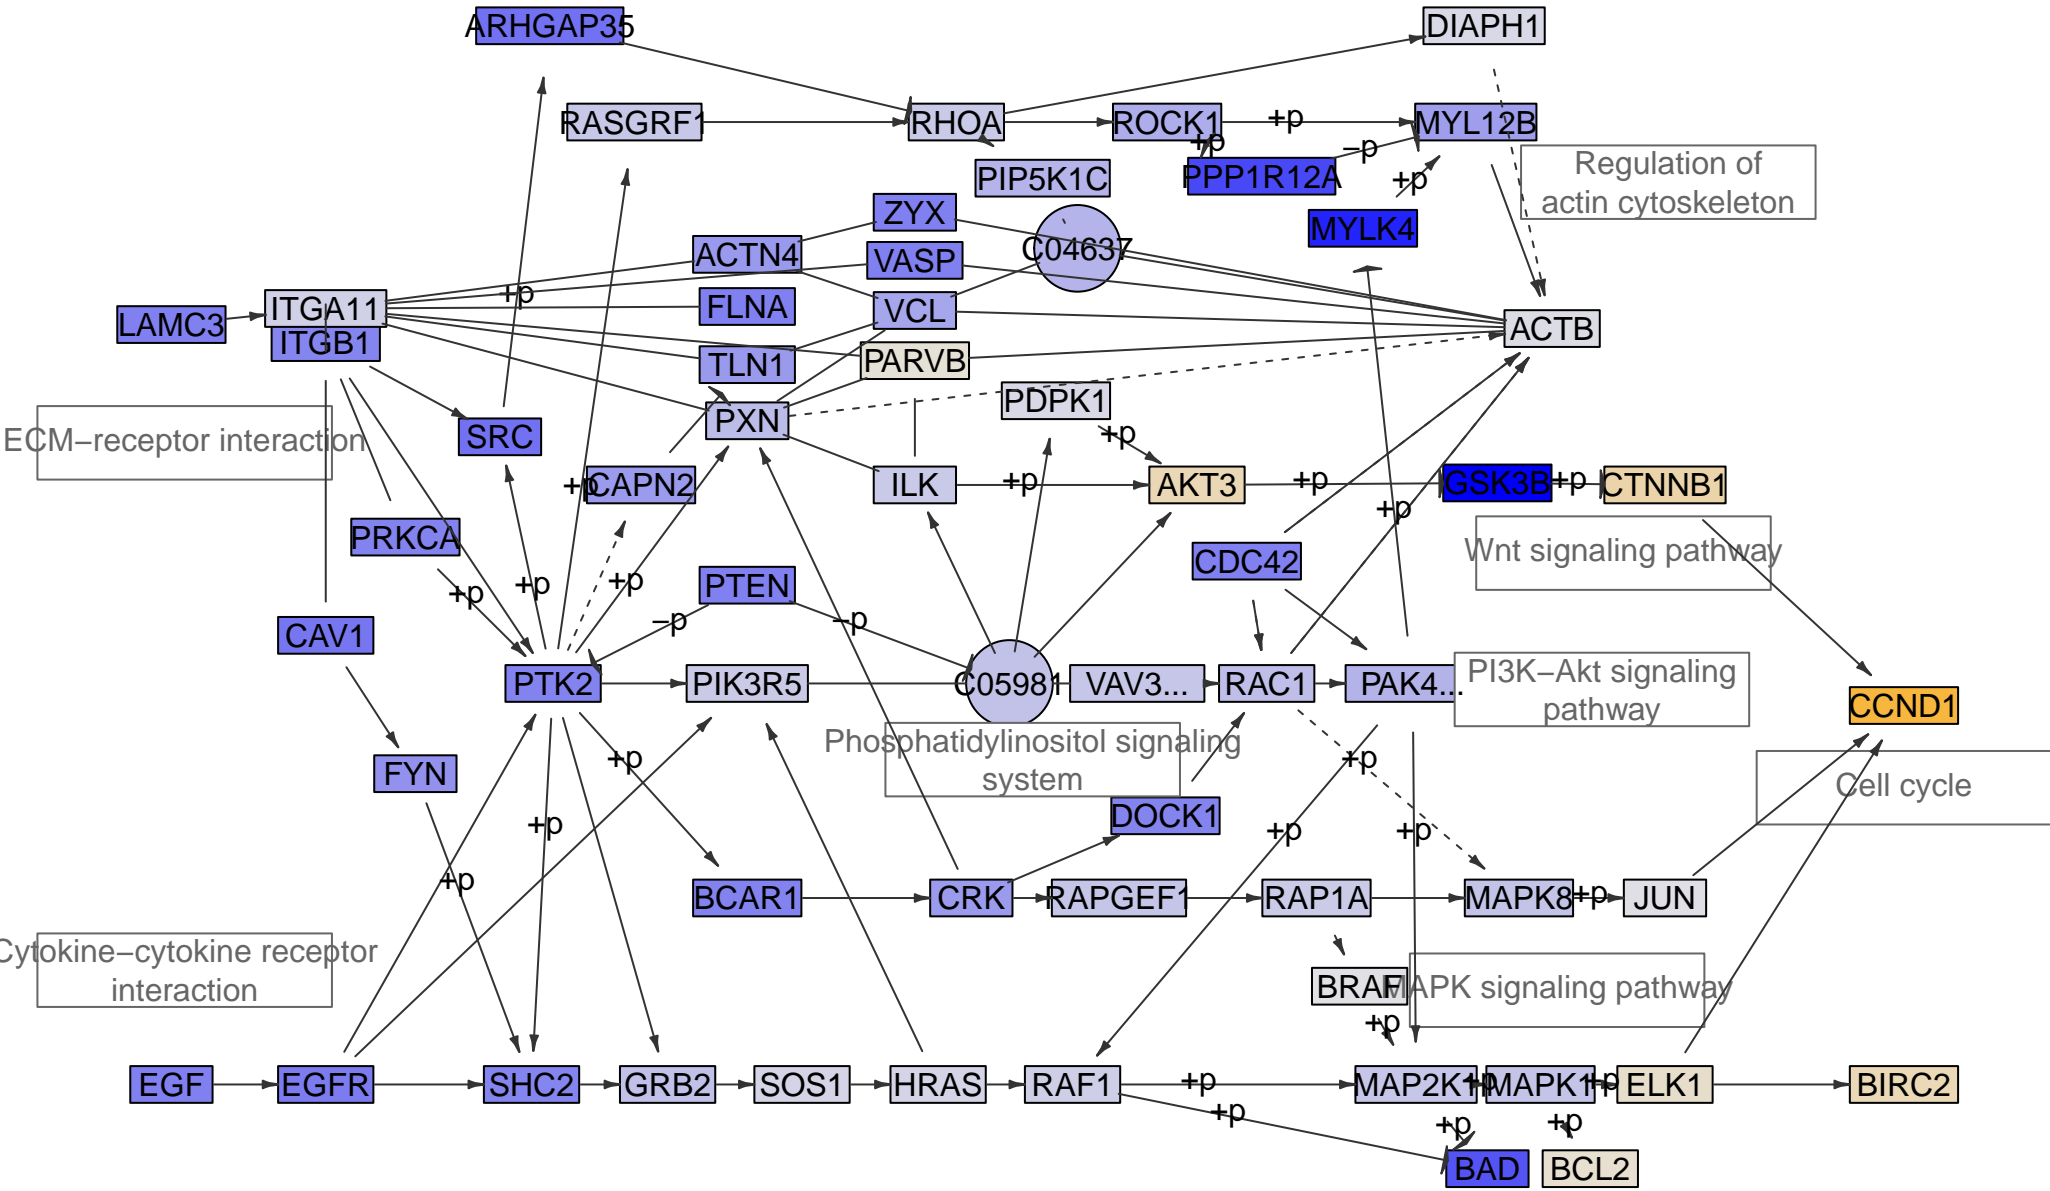 ARHGAP35
DIAPH1
RASGRF1
RHOA
ROCK1
+p
MYL12B
+p
−p
PIP5K1C
PPP1R12A
+p
Regulation of
actin cytoskeleton
ZYX
MYLK4
ACTN4
C04637
VASP
+p
LAMC3
ITGA11
FLNA
VCL
ACTB
ITGB1
TLN1
PARVB
PDPK1
PXN
+p
ECM−receptor interaction
SRC
+p
CAPN2
ILK
+p
AKT3
+p
GSK3B
+p
CTNNB1
+p
PRKCA
Wnt signaling pathway
CDC42
+p
+p
+p
PTEN
−p
−p
CAV1
PTK2
PIK3R5
C05981
VAV3...
RAC1
PAK4...
PI3K−Akt signaling
pathway
CCND1
Phosphatidylinositol signaling
system
+p
+p
FYN
Cell cycle
DOCK1
+p
+p
+p
+p
BCAR1
CRK
RAPGEF1
RAP1A
MAPK8
+p
JUN
Cytokine−cytokine receptor
interaction
BRAF
MAPK signaling pathway
+p
EGF
EGFR
SHC2
GRB2
SOS1
HRAS
RAF1
+p
MAP2K1
+p
MAPK1
+p
ELK1
BIRC2
+p
+p
+p
BAD
BCL2